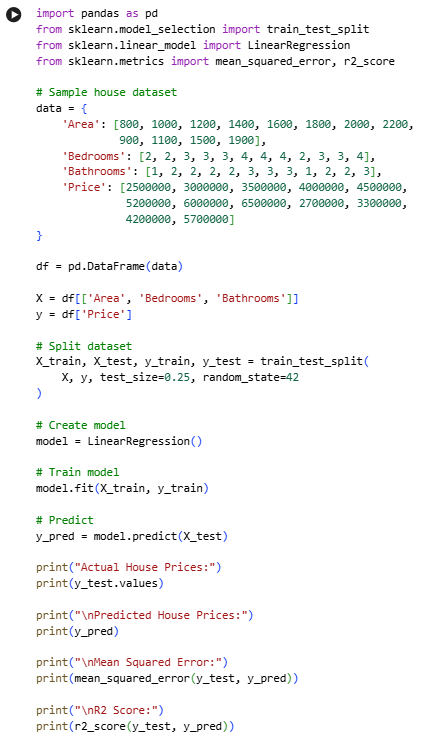 import pandas as pd
from sklearn.model_selection import train_test_split
from sklearn.linear_model import LinearRegression
from sklearn.metrics import mean_squared_error, r2_score

# Sample house dataset
data = {
    'Area': [800, 1000, 1200, 1400, 1600, 1800, 2000, 2200,
             900, 1100, 1500, 1900],
    'Bedrooms': [2, 2, 3, 3, 3, 4, 4, 4, 2, 3, 3, 4],
    'Bathrooms': [1, 2, 2, 2, 2, 3, 3, 3, 1, 2, 2, 3],
    'Price': [2500000, 3000000, 3500000, 4000000, 4500000,
              5200000, 6000000, 6500000, 2700000, 3300000,
              4200000, 5700000]
}

df = pd.DataFrame(data)

X = df[['Area', 'Bedrooms', 'Bathrooms']]
y = df['Price']

# Split dataset
X_train, X_test, y_train, y_test = train_test_split(
    X, y, test_size=0.25, random_state=42
)

# Create model
model = LinearRegression()

# Train model
model.fit(X_train, y_train)

# Predict
y_pred = model.predict(X_test)

print("Actual House Prices:")
print(y_test.values)

print("\nPredicted House Prices:")
print(y_pred)

print("\nMean Squared Error:")
print(mean_squared_error(y_test, y_pred))

print("\nR2 Score:")
print(r2_score(y_test, y_pred))